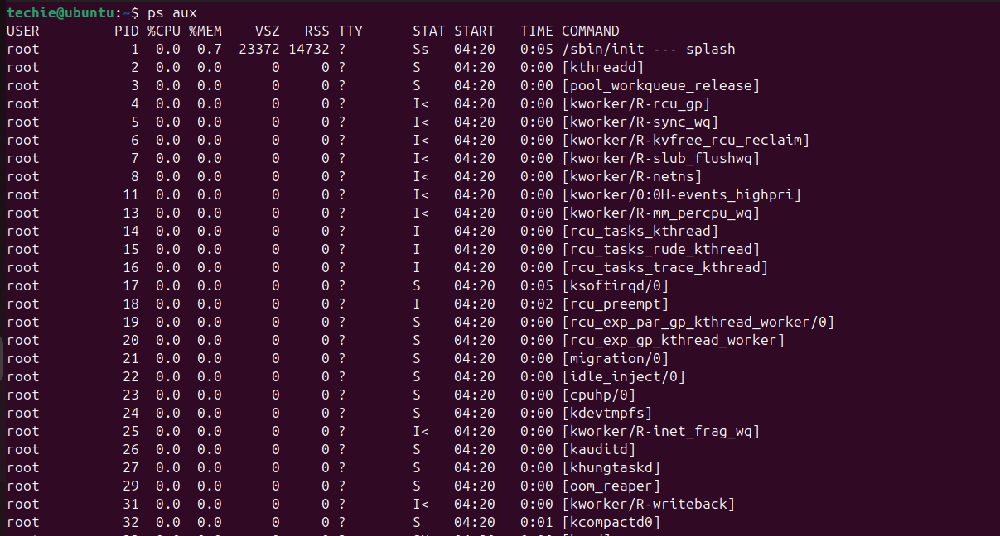 techie@ubuntu:~$ ps aux
USER         PID %CPU %MEM    VSZ   RSS TTY      STAT START   TIME COMMAND
root           1  0.0  0.7  23372 14732 ?        Ss   04:20   0:05 /sbin/init --- splash
root           2  0.0  0.0      0     0 ?        S    04:20   0:00 [kthreadd]
root           3  0.0  0.0      0     0 ?        S    04:20   0:00 [pool_workqueue_release]
root           4  0.0  0.0      0     0 ?        I<   04:20   0:00 [kworker/R-rcu_gp]
root           5  0.0  0.0      0     0 ?        I<   04:20   0:00 [kworker/R-sync_wq]
root           6  0.0  0.0      0     0 ?        I<   04:20   0:00 [kworker/R-kvfree_rcu_reclaim]
root           7  0.0  0.0      0     0 ?        I<   04:20   0:00 [kworker/R-slub_flushwq]
root           8  0.0  0.0      0     0 ?        I<   04:20   0:00 [kworker/R-netns]
root          11  0.0  0.0      0     0 ?        I<   04:20   0:00 [kworker/0:0H-events_highpri]
root          13  0.0  0.0      0     0 ?        I<   04:20   0:00 [kworker/R-mm_percpu_wq]
root          14  0.0  0.0      0     0 ?        I    04:20   0:00 [rcu_tasks_kthread]
root          15  0.0  0.0      0     0 ?        I    04:20   0:00 [rcu_tasks_rude_kthread]
root          16  0.0  0.0      0     0 ?        I    04:20   0:00 [rcu_tasks_trace_kthread]
root          17  0.0  0.0      0     0 ?        S    04:20   0:05 [ksoftirqd/0]
root          18  0.0  0.0      0     0 ?        I    04:20   0:02 [rcu_preempt]
root          19  0.0  0.0      0     0 ?        S    04:20   0:00 [rcu_exp_par_gp_kthread_worker/0]
root          20  0.0  0.0      0     0 ?        S    04:20   0:00 [rcu_exp_gp_kthread_worker]
root          21  0.0  0.0      0     0 ?        S    04:20   0:00 [migration/0]
root          22  0.0  0.0      0     0 ?        S    04:20   0:00 [idle_inject/0]
root          23  0.0  0.0      0     0 ?        S    04:20   0:00 [cpuhp/0]
root          24  0.0  0.0      0     0 ?        S    04:20   0:00 [kdevtmpfs]
root          25  0.0  0.0      0     0 ?        I<   04:20   0:00 [kworker/R-inet_frag_wq]
root          26  0.0  0.0      0     0 ?        S    04:20   0:00 [kauditd]
root          27  0.0  0.0      0     0 ?        S    04:20   0:00 [khungtaskd]
root          29  0.0  0.0      0     0 ?        S    04:20   0:00 [oom_reaper]
root          31  0.0  0.0      0     0 ?        I<   04:20   0:00 [kworker/R-writeback]
root          32  0.0  0.0      0     0 ?        S    04:20   0:01 [kcompactd0]